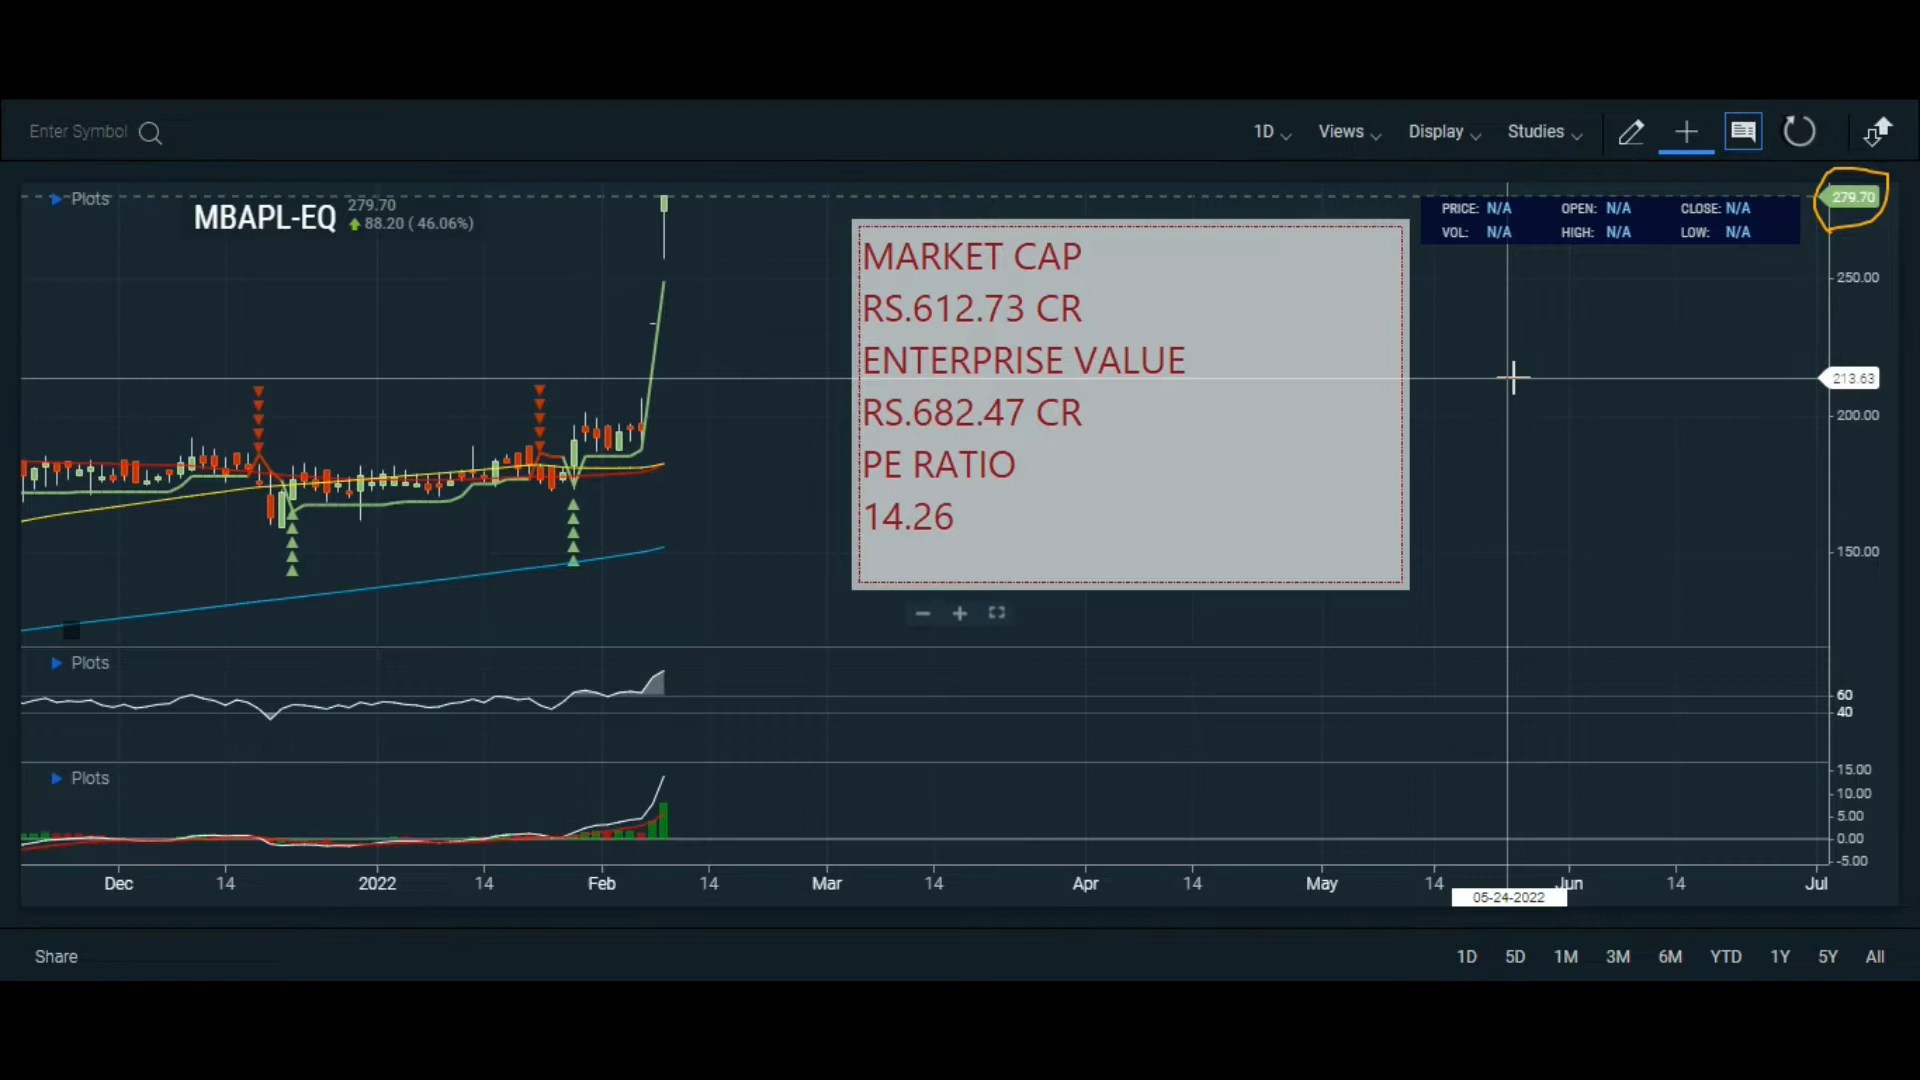 Enter Symbol
1D Views Display Studies
Plots
MBAPL-EQ
279.70
88.20 ( 46.06%)
PRICE: N/A OPEN: N/A CLOSE: N/A
VOL: N/A HIGH: N/A LOW: N/A
279.70
MARKET CAP
RS.612.73 CR
ENTERPRISE VALUE
RS.682.47 CR
PE RATIO
14.26
250.00
213.63
200.00
150.00
Plots
60
40
Plots
15.00
10.00
5.00
0.00
-5.00
Dec 14 2022 14 Feb 14 Mar 14 Apr 14 May 14 Jun 14 Jul
05-24-2022
Share
1D 5D 1M 3M 6M YTD 1Y 5Y All